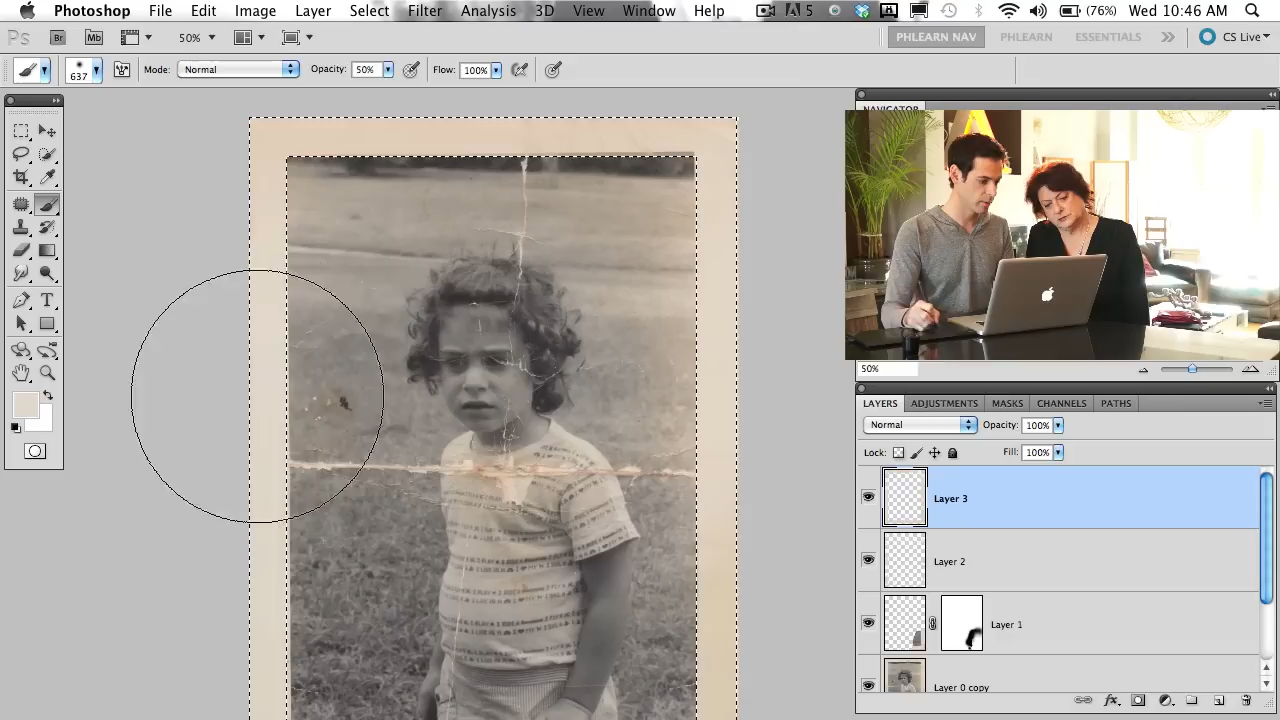 Photoshop File Edit Image Layer Select Filter Analysis 3D View Window Help 5 (76%) Wed 10:46 AM
Ps Br Mb 50% PHLEARN NAV PHLEARN ESSENTIALS CS Live
637 Mode: Normal Opacity: 50% Flow: 100%
NAVIGATOR
50%
LAYERS ADJUSTMENTS MASKS CHANNELS PATHS
Normal Opacity: 100%
Lock: Fill: 100%
Layer 3
Layer 2
Layer 1
Layer 0 copy